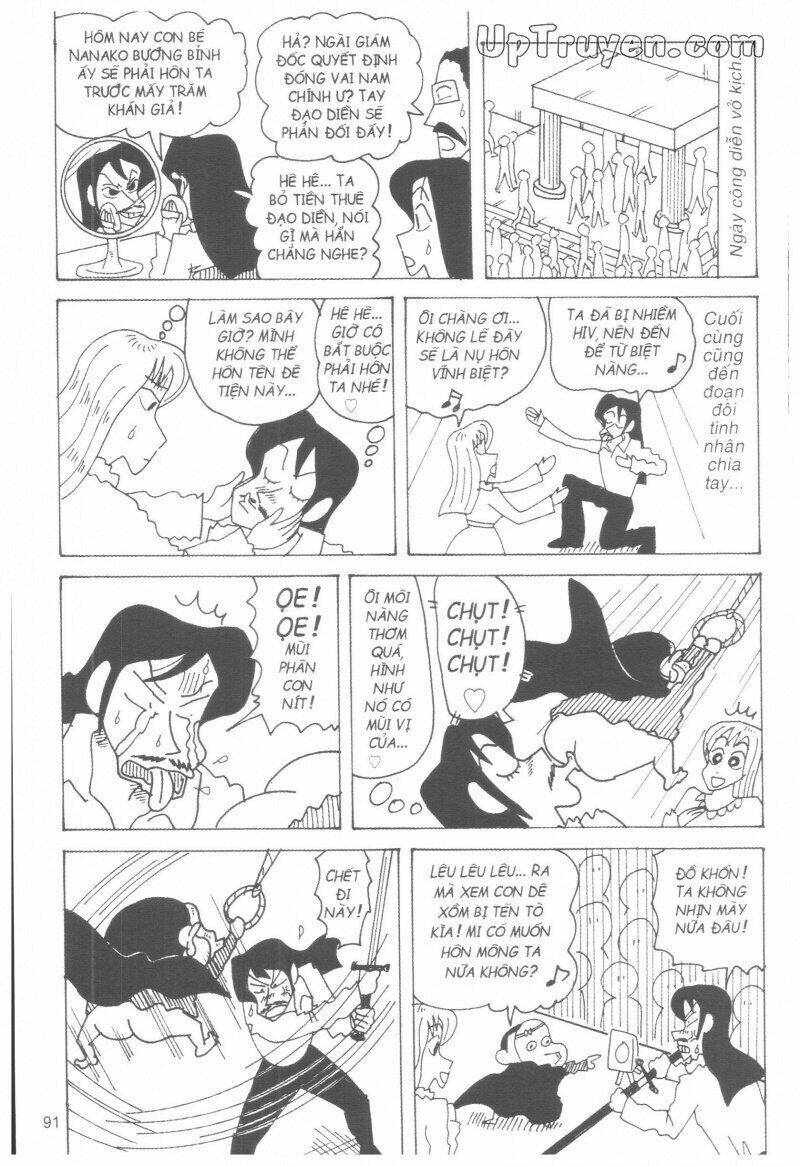 UpTruyen.com
Ngày công diễn vở kịch
HẢ? NGÀI GIÁM
ĐỐC QUYẾT ĐỊNH
ĐÓNG VAI NAM
CHÍNH Ư? TAY
ĐẠO DIỄN SẼ
PHẢN ĐỐI ĐẤY!
HÊ HÊ... TA
BỎ TIỀN THUÊ
ĐẠO DIỄN, NÓI
GÌ MÀ HẮN
CHẲNG NGHE?
HÔM NAY CON BÉ
NANAKO BƯỚNG BỈNH
ẤY SẼ PHẢI HÔN TA
TRƯỚC MẤY TRĂM
KHÁN GIẢ!
Cuối
cùng
cũng
đến
đoạn
đôi
tình
nhân
chia
tay...
TA ĐÃ BỊ NHIỄM
HIV, NÊN ĐẾN
ĐỂ TỪ BIỆT
NÀNG...
ÔI CHÀNG ƠI...
KHÔNG LẼ ĐÂY
SẼ LÀ NỤ HÔN
VĨNH BIỆT?
HÊ HÊ...
GIỜ CÔ
BẮT BUỘC
PHẢI HÔN
TA NHÉ!
LÀM SAO BÂY
GIỜ? MÌNH
KHÔNG THỂ
HÔN TÊN ĐÊ
TIỆN NÀY...
CHỤT!
CHỤT!
CHỤT!
ÔI MÔI
NÀNG
THƠM
QUÁ,
HÌNH
NHƯ
NÓ CÓ
MÙI VỊ
CỦA...
ỌE!
ỌE!
MÙI
PHÂN
CON
NÍT!
ĐỒ KHỐN!
TA KHÔNG
NHỊN MÀY
NỮA ĐÂU!
LÊU LÊU LÊU... RA
MÀ XEM CON DÊ
XỒM BỊ TẼN TÒ
KÌA! MI CÓ MUỐN
HÔN MÔNG TA
NỮA KHÔNG?
CHẾT
ĐI
NÀY!
91